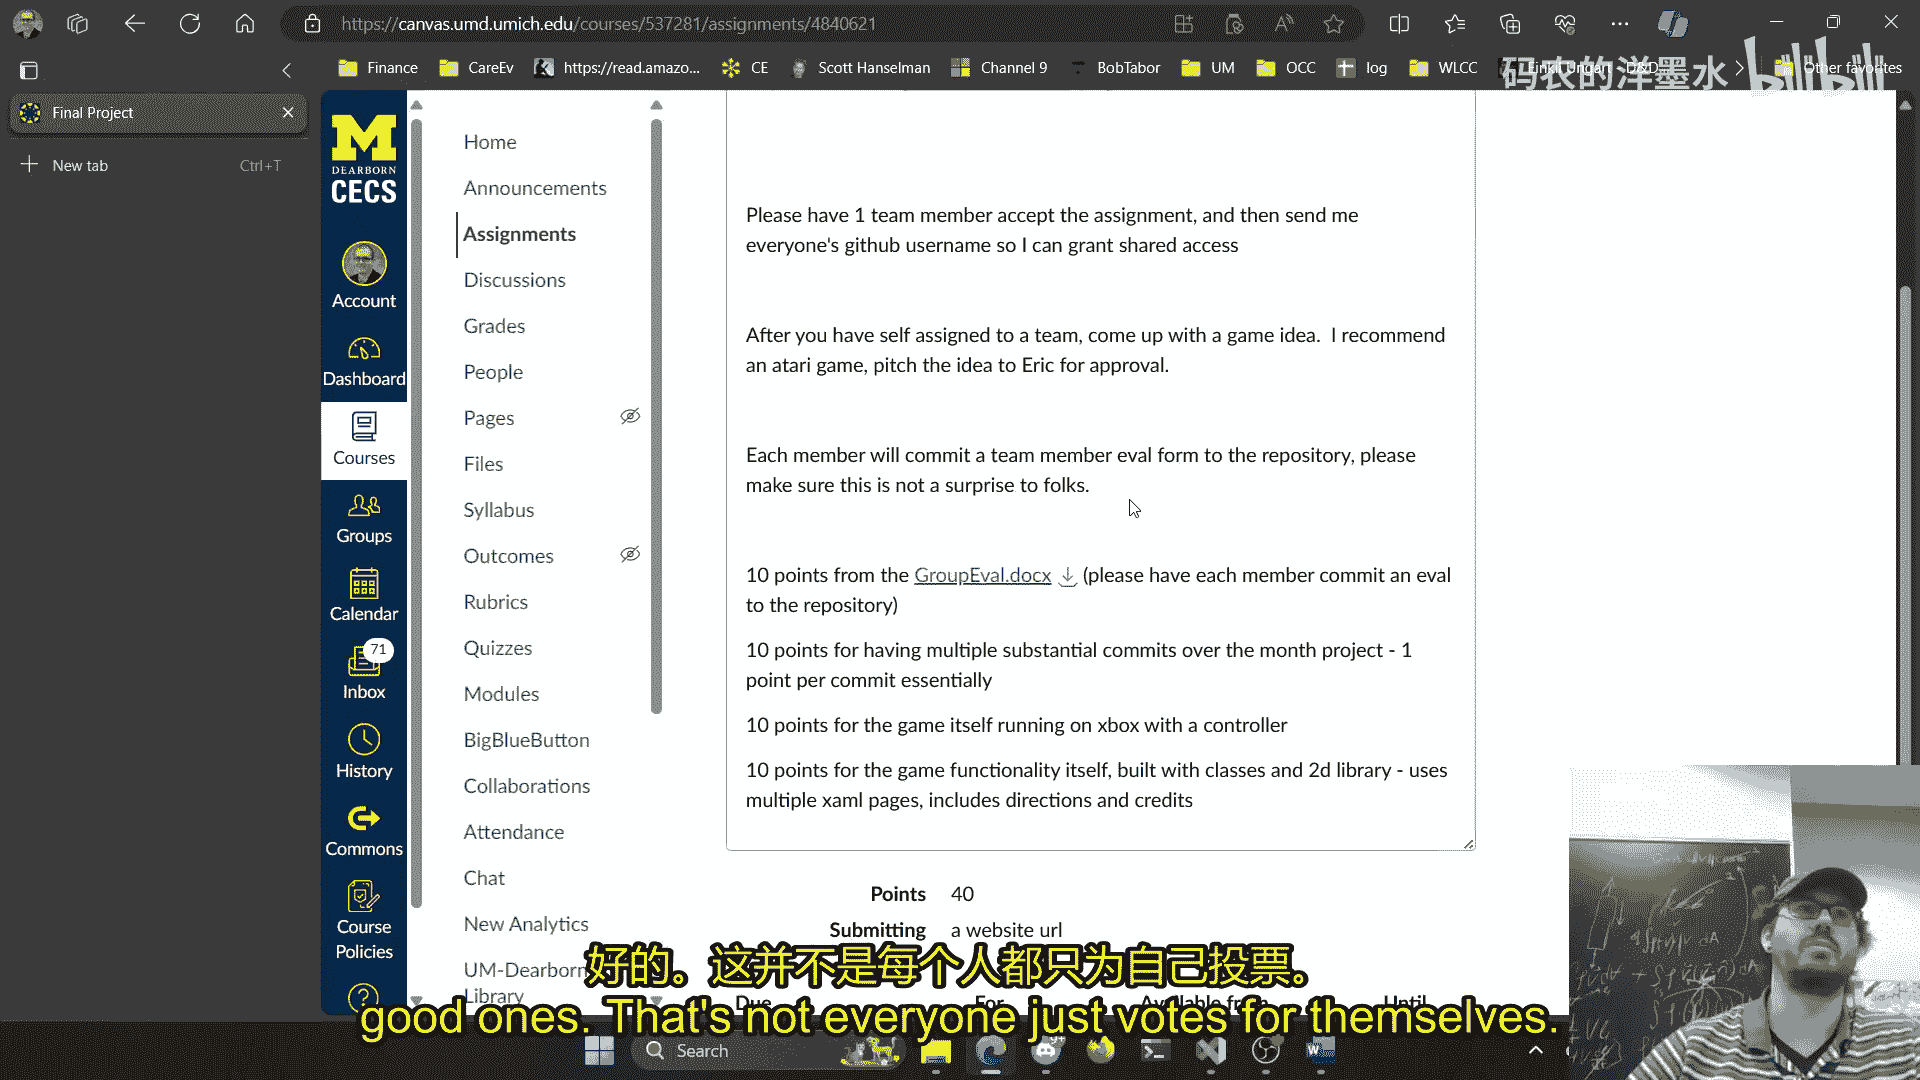 https://canvas.umd.umich.edu/courses/537281/assignments/4840621
Finance
CareEv
https://read.amazo...
CE
Scott Hanselman
Channel 9
BobTabor
UM
OCC
log
WLCC
Other favorites
码农的洋墨水 bilibili
Final Project
New tab Ctrl+T
M
DEARBORN
CECS
Account
Dashboard
Courses
Groups
Calendar
71
Inbox
History
Commons
Course
Policies
Home
Announcements
Assignments
Discussions
Grades
People
Pages
Files
Syllabus
Outcomes
Rubrics
Quizzes
Modules
BigBlueButton
Collaborations
Attendance
Chat
New Analytics
UM-Dearborn
Library
Please have 1 team member accept the assignment, and then send me
everyone's github username so I can grant shared access
After you have self assigned to a team, come up with a game idea.  I recommend
an atari game, pitch the idea to Eric for approval.
Each member will commit a team member eval form to the repository, please
make sure this is not a surprise to folks.
10 points from the GroupEval.docx (please have each member commit an eval
to the repository)
10 points for having multiple substantial commits over the month project - 1
point per commit essentially
10 points for the game itself running on xbox with a controller
10 points for the game functionality itself, built with classes and 2d library - uses
multiple xaml pages, includes directions and credits
Points 40
Submitting a website url
Due For Available from Until
好的。这并不是每个人都只为自己投票。
good ones. That's not everyone just votes for themselves.
Search